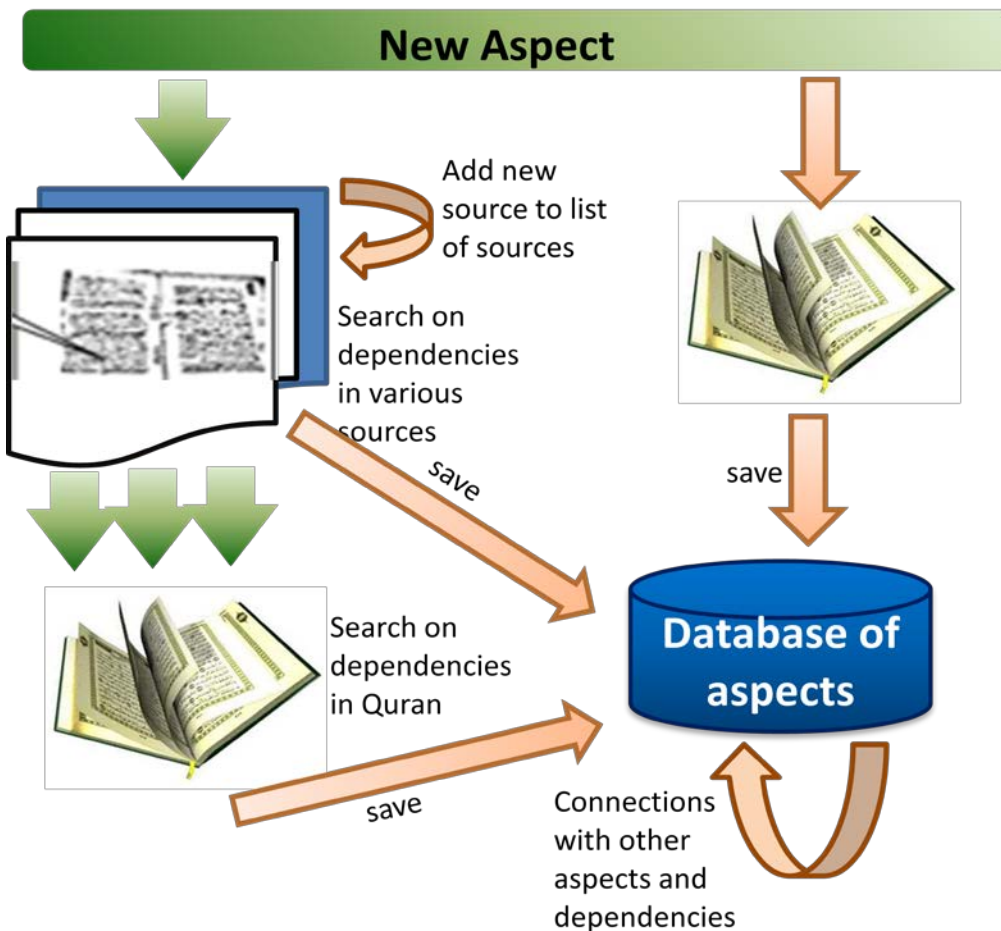 New Aspect
Add new
source to list
of sources
Search on
dependencies
in various
sources
save
save
Search on
dependencies
in Quran
save
Database of
aspects
Connections
with other
aspects and
dependencies